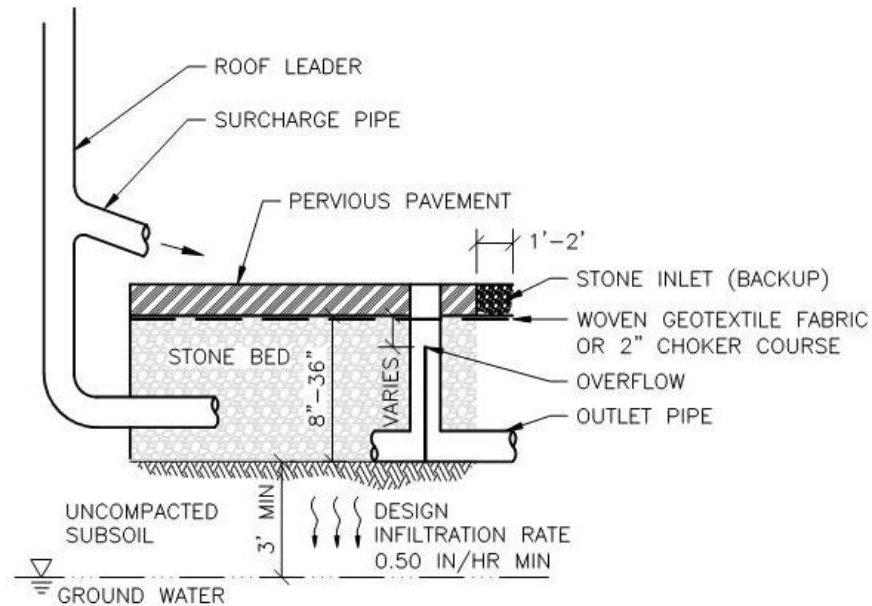 ROOF LEADER
SURCHARGE PIPE
PERVIOUS PAVEMENT
1'-2'
STONE INLET (BACKUP)
WOVEN GEOTEXTILE FABRIC
OR 2" CHOKER COURSE
STONE BED
8"-36"
VARIES
OVERFLOW
OUTLET PIPE
UNCOMPACTED
SUBSOIL
3' MIN
DESIGN
INFILTRATION RATE
0.50 IN/HR MIN
GROUND WATER